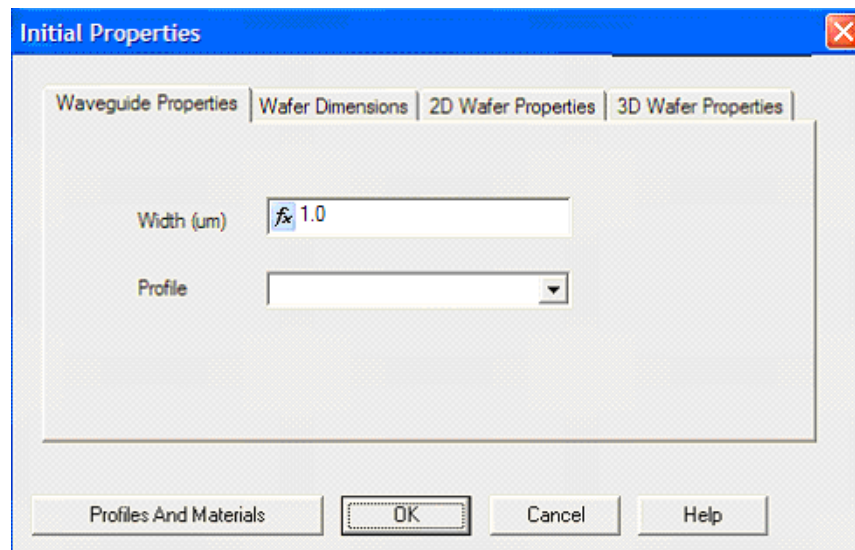 Initial Properties
Waveguide Properties Wafer Dimensions 2D Wafer Properties 3D Wafer Properties
Width (um) fx 1.0
Profile
Profiles And Materials OK Cancel Help